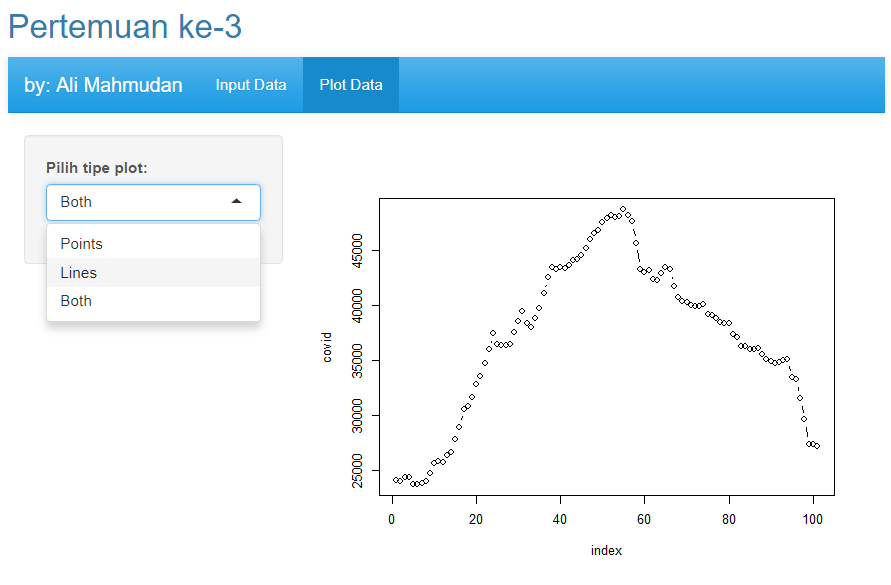 Pertemuan ke-3
by: Ali Mahmudan Input Data Plot Data
Pilih tipe plot:
Both
Points
Lines
Both
covid
45000
40000
35000
30000
25000
0 20 40 60 80 100
index